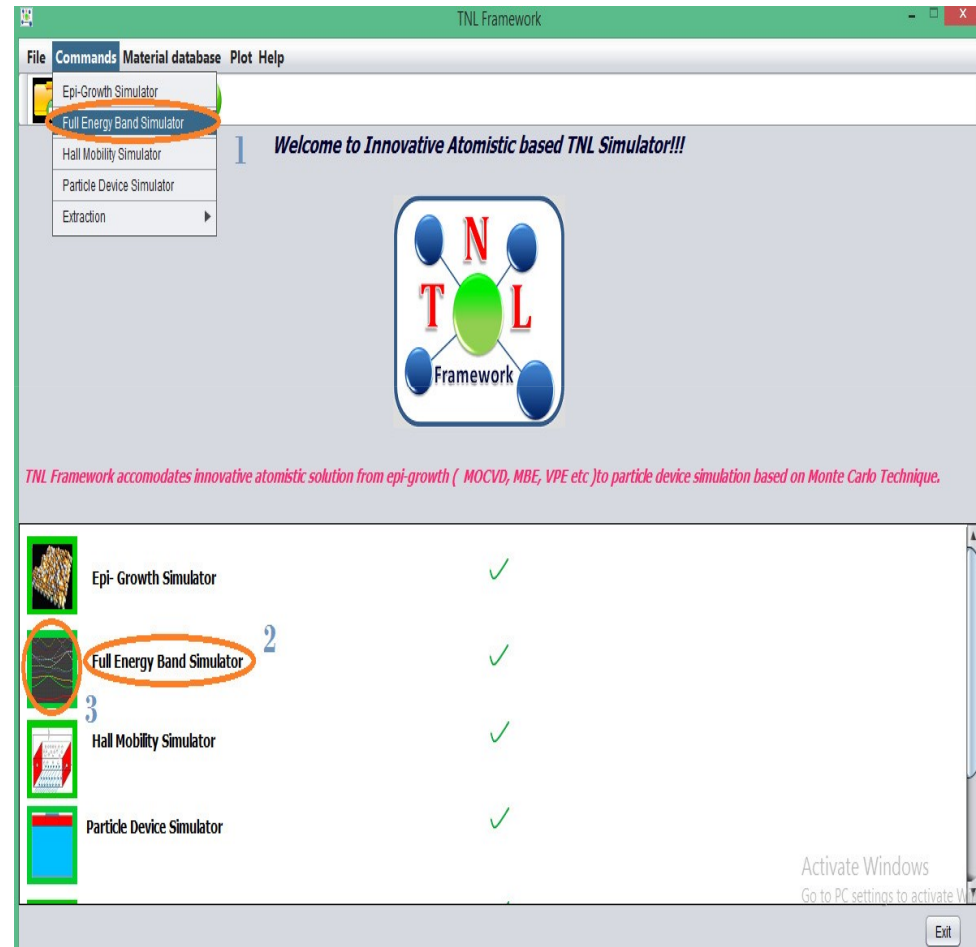 TNL Framework
X
File Commands Material database Plot Help
Epi-Growth Simulator
Full Energy Band Simulator
Hall Mobility Simulator
Particle Device Simulator
Extraction
1
Welcome to Innovative Atomistic based TNL Simulator!!!
N
T L
Framework
TNL Framework accomodates innovative atomistic solution from epi-growth ( MOCVD, MBE, VPE etc )to particle device simulation based on Monte Carlo Technique.
Epi- Growth Simulator
Full Energy Band Simulator
2
3
Hall Mobility Simulator
Particle Device Simulator
Activate Windows
Go to PC settings to activate
Exit